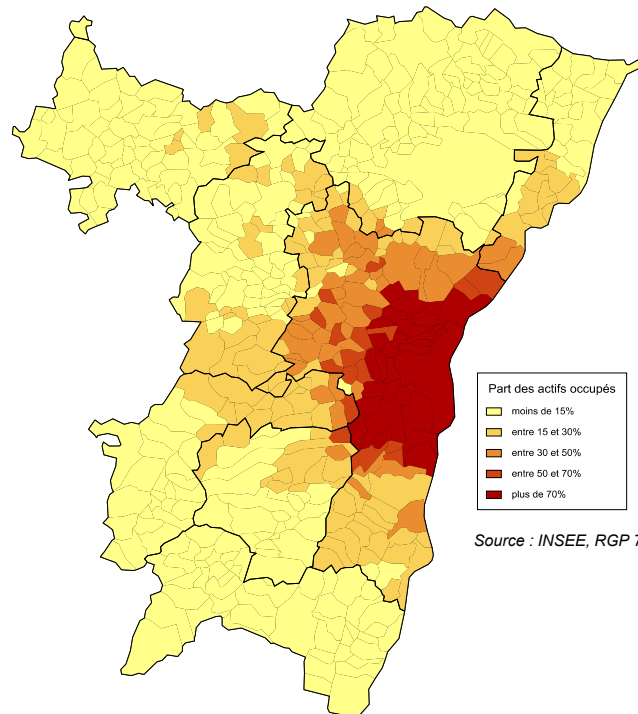 Part des actifs occupés
moins de 15%
entre 15 et 30%
entre 30 et 50%
entre 50 et 70%
plus de 70%
Source : INSEE, RGP 7